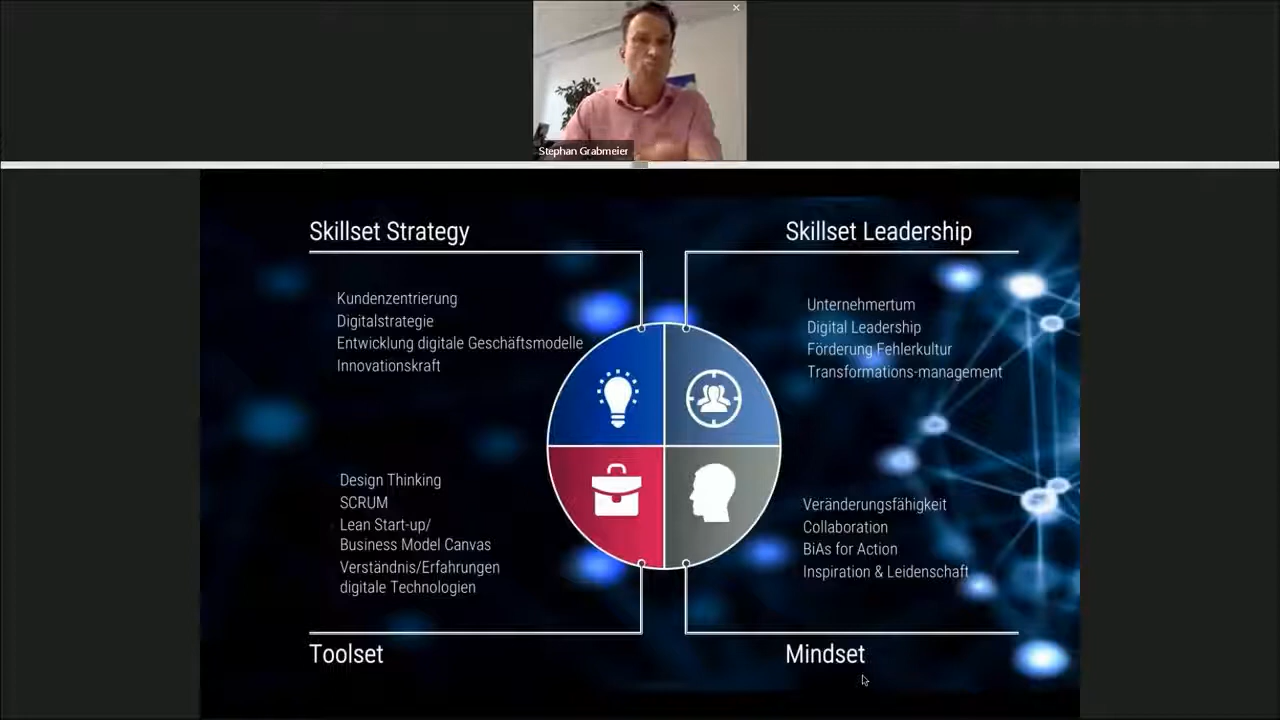 Stephan Grabmeier
Skillset Strategy
Kundenzentrierung
Digitalstrategie
Entwicklung digitale Geschäftsmodelle
Innovationskraft
Skillset Leadership
Unternehmertum
Digital Leadership
Förderung Fehlerkultur
Transformations-management
Design Thinking
SCRUM
Lean Start-up/
Business Model Canvas
Verständnis/Erfahrungen
digitale Technologien
Toolset
Veränderungsfähigkeit
Collaboration
BiAs for Action
Inspiration & Leidenschaft
Mindset